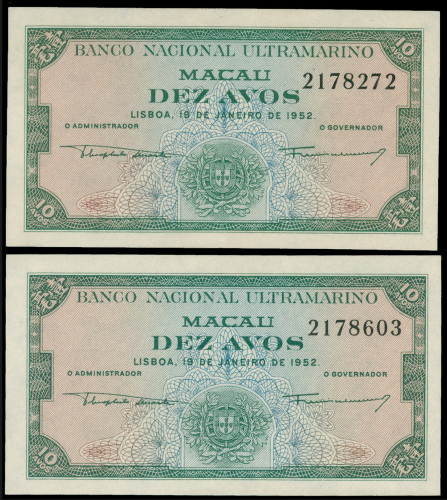 10
BANCO NACIONAL ULTRAMARINO
MACAU
2178272
DEZ AVOS
LISBOA, 19 DE JANEIRO DE 1952.
O ADMINISTRADOR
O GOVERNADOR
10
10
BANCO NACIONAL ULTRAMARINO
MACAU
2178603
DEZ AVOS
LISBOA, 19 DE JANEIRO DE 1952.
O ADMINISTRADOR
O GOVERNADOR
10